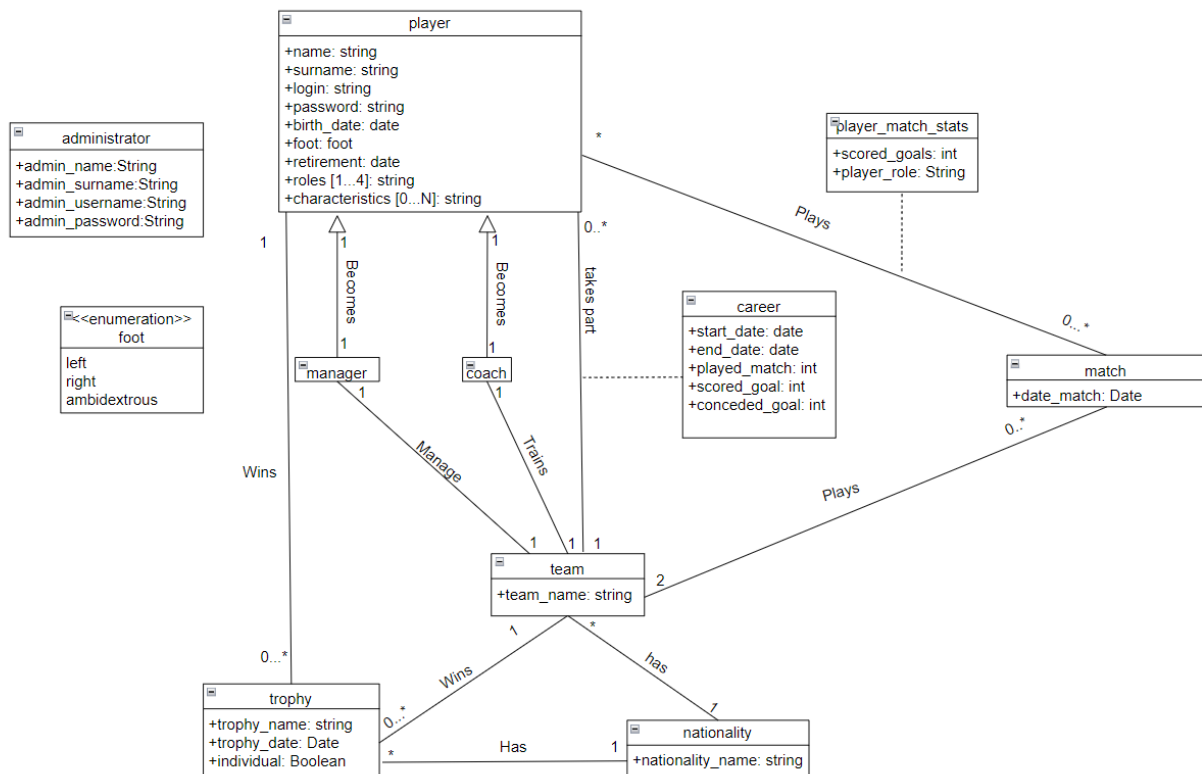 player
+name: string
+surname: string
+login: string
+password: string
+birth_date: date
+foot: foot
+retirement: date
+roles [1...4]: string
+characteristics [0...N]: string
administrator
+admin_name:String
+admin_surname:String
+admin_username:String
+admin_password:String
player_match_stats
+scored_goals: int
+player_role: String
*
Plays
0...*
1
1
1
0..*
Becomes
Becomes
takes part
1
1
<<enumeration>>
foot
left
right
ambidextrous
career
+start_date: date
+end_date: date
+played_match: int
+scored_goal: int
+conceded_goal: int
manager
coach
match
+date_match: Date
1
1
0..*
Manage
Trains
Wins
Plays
1
1
1
2
team
+team_name: string
1
*
Wins
has
0...*
0...*
1
trophy
+trophy_name: string
+trophy_date: Date
+individual: Boolean
*
Has
1
nationality
+nationality_name: string